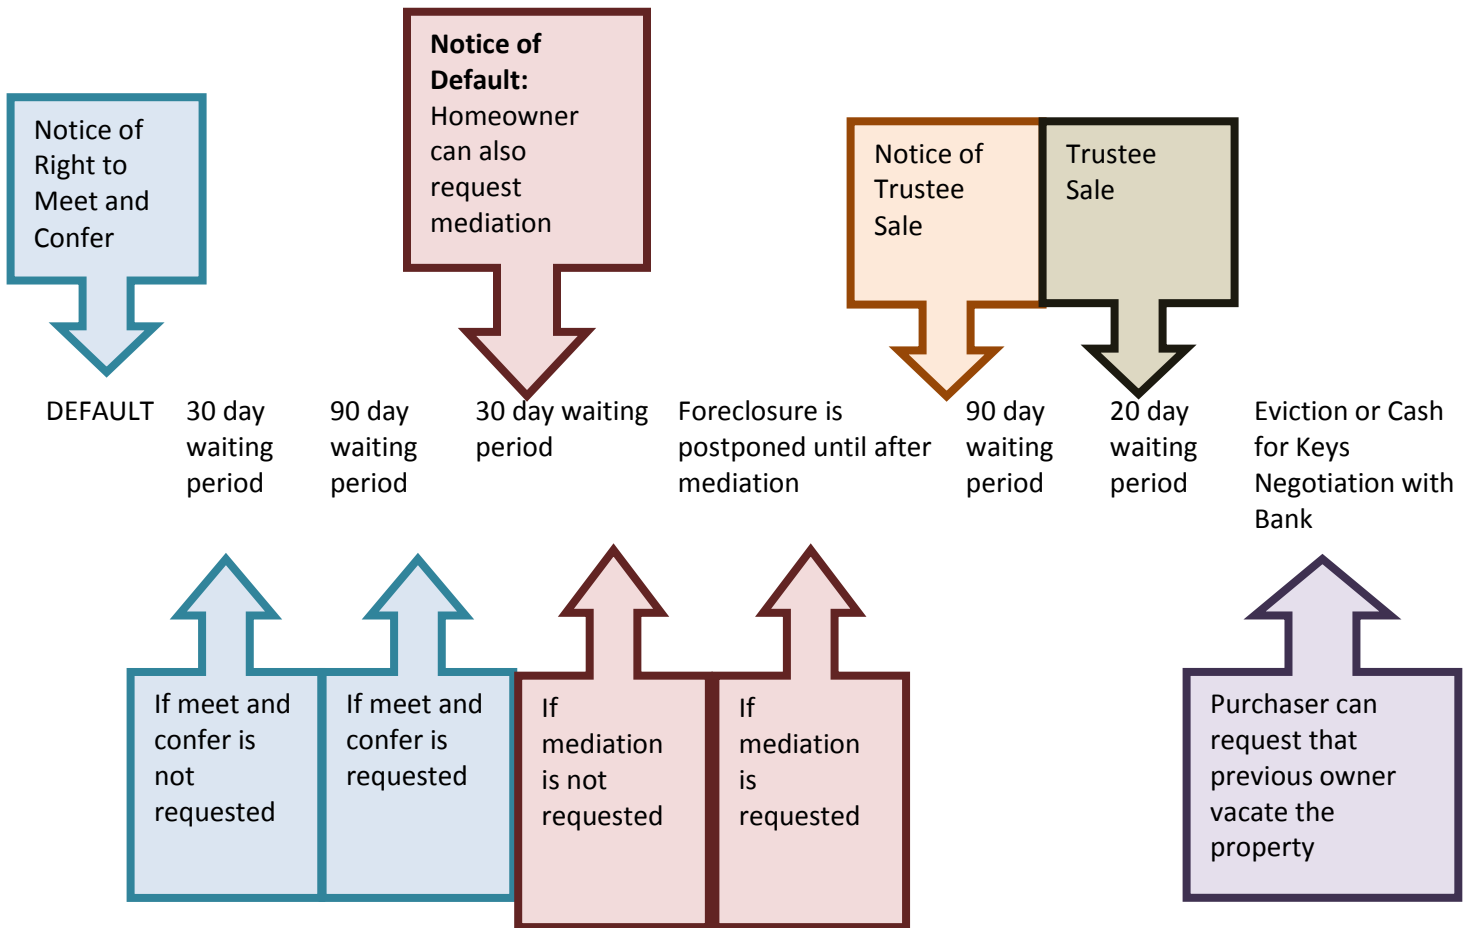 Notice of
Right to
Meet and
Confer
Notice of
Default:
Homeowner
can also
request
mediation
Notice of
Trustee
Sale
Trustee
Sale
DEFAULT
30 day
waiting
period
90 day
waiting
period
30 day waiting
period
Foreclosure is
postponed until after
mediation
90 day
waiting
period
20 day
waiting
period
Eviction or Cash
for Keys
Negotiation with
Bank
If meet and
confer is
not
requested
If meet and
confer is
requested
If
mediation
is not
requested
If
mediation
is
requested
Purchaser can
request that
previous owner
vacate the
property